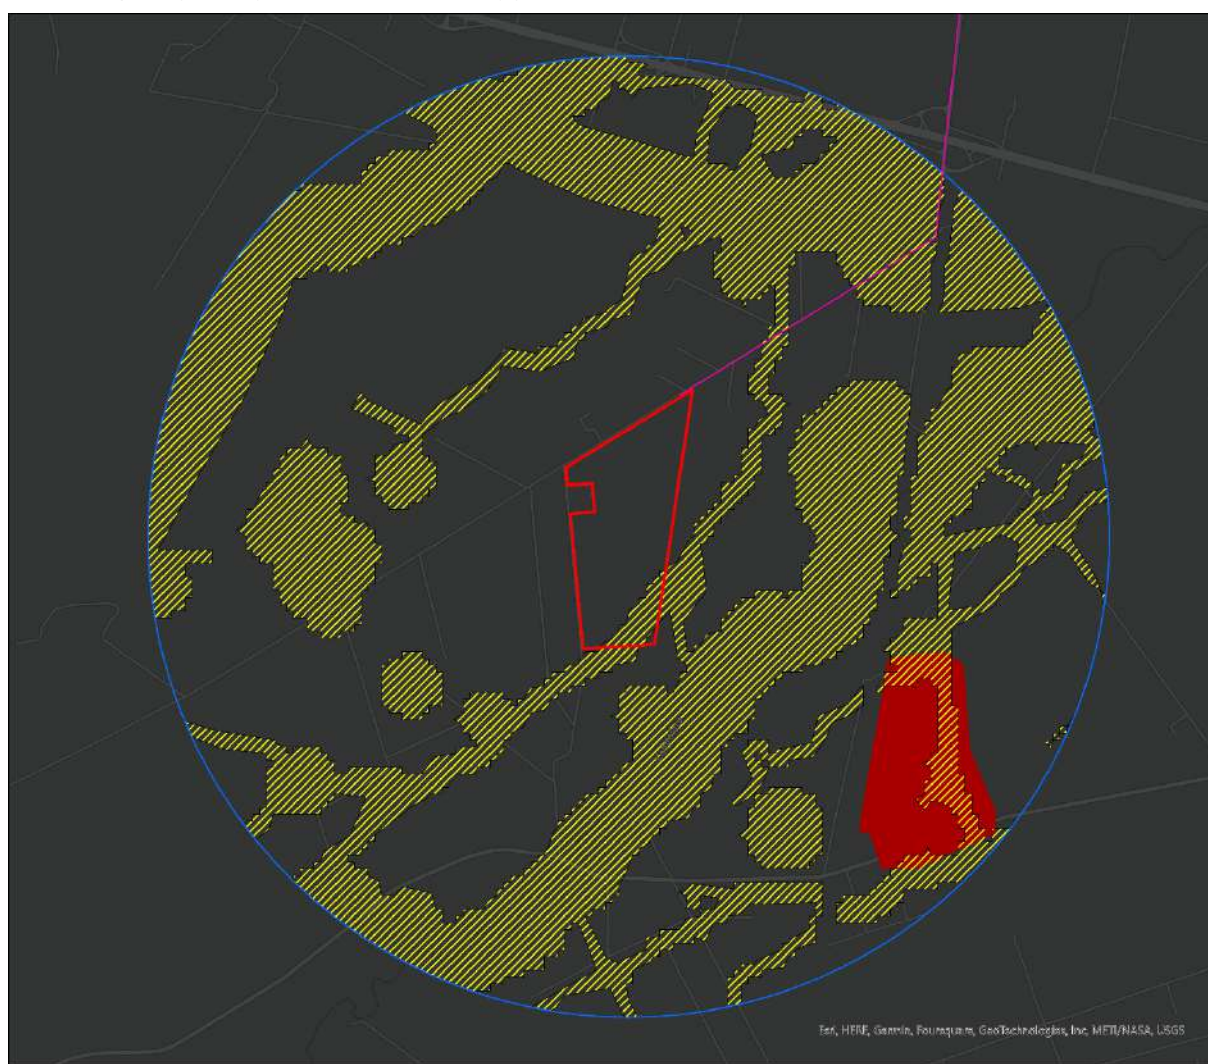 Esri, HERE, Garmin, Foursquare, GeoTechnologies, Inc, METI/NASA, USGS